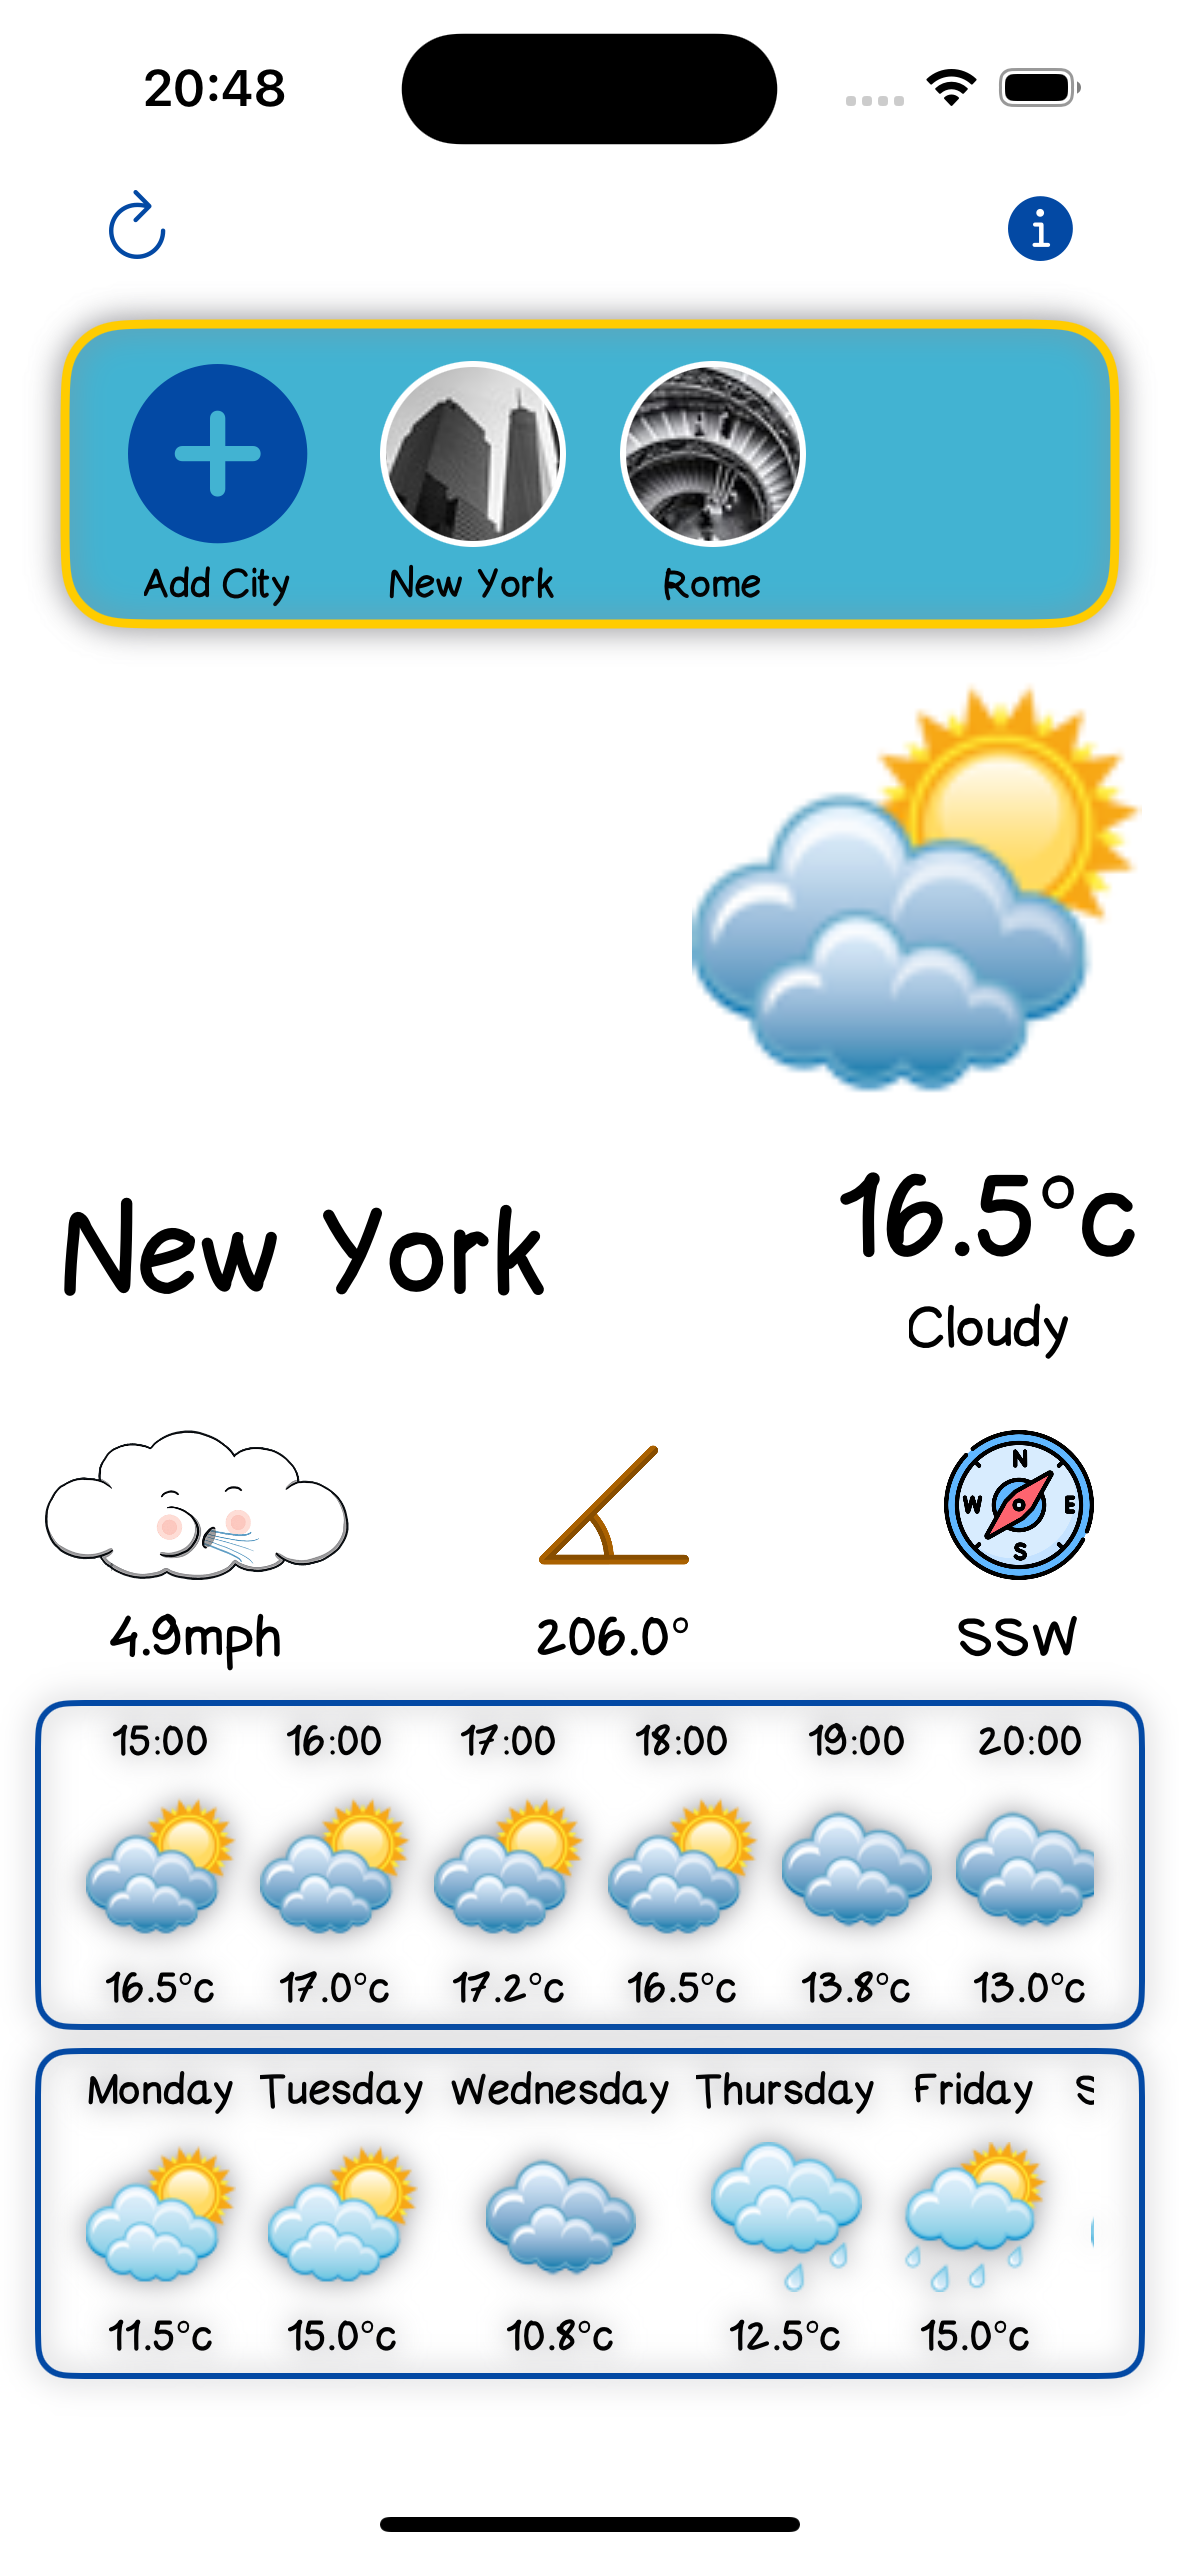 20:48
Add City New York Rome
New York
16.5°c
Cloudy
N
W E
S
4.9mph 206.0° SSW
15:00 16:00 17:00 18:00 19:00 20:00
16.5°c 17.0°c 17.2°c 16.5°c 13.8°c 13.0°c
Monday Tuesday Wednesday Thursday Friday S
11.5°c 15.0°c 10.8°c 12.5°c 15.0°c